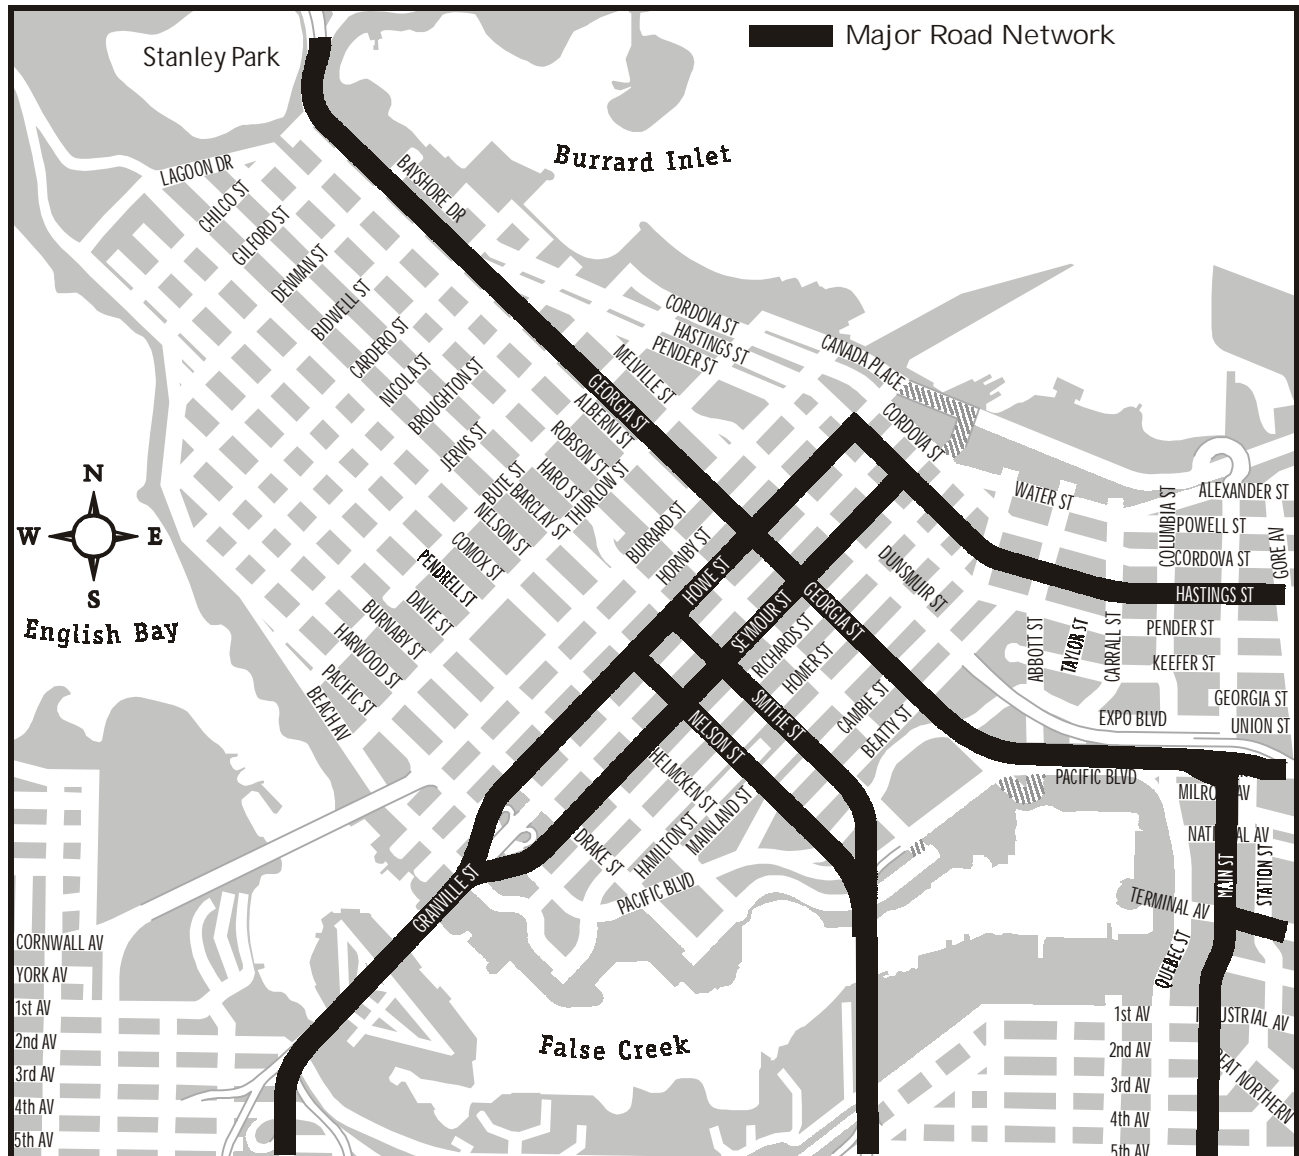 Major Road Network
Stanley Park
Burrard Inlet
LAGOON DR
BAYSHORE DR
CHILCO ST
GILFORD ST
DENMAN ST
BIDWELL ST
CARDERO ST
NICOLA ST
BROUGHTON ST
JERVIS ST
BUTE ST
THURLOW ST
BURRARD ST
HORNBY ST
HOWE ST
CORDOVA ST
HASTINGS ST
PENDER ST
MELVILLE ST
CANADA PLACE
CORDOVA ST
GEORGIA ST
ALBERNI ST
ROBSON ST
HARO ST
BARCLAY ST
NELSON ST
COMOX ST
PENDRELL ST
DAVIE ST
BURNABY ST
HARWOOD ST
PACIFIC ST
BEACH AV
N
W
E
S
English Bay
WATER ST
COLUMBIA ST
ALEXANDER ST
POWELL ST
CORDOVA ST
GORE AV
HASTINGS ST
DUNSMUIR ST
GEORGIA ST
SEYMOUR ST
RICHARDS ST
HOMER ST
CAMBIE ST
BEATTY ST
SMITHE ST
NELSON ST
HELMCKEN ST
MAINLAND ST
HAMILTON ST
DRAKE ST
PACIFIC BLVD
GRANVILLE ST
ABBOTT ST
TAYLOR ST
CARRALL ST
PENDER ST
KEEFER ST
GEORGIA ST
UNION ST
EXPO BLVD
PACIFIC BLVD
MILRO AV
NATI AL AV
MAIN ST
STATION ST
TERMINAL AV
QUEBEC ST
CORNWALL AV
YORK AV
1st AV
2nd AV
3rd AV
4th AV
5th AV
False Creek
1st AV
2nd AV
3rd AV
4th AV
5th AV
I USTRIAL AV
EAT NORTHERN